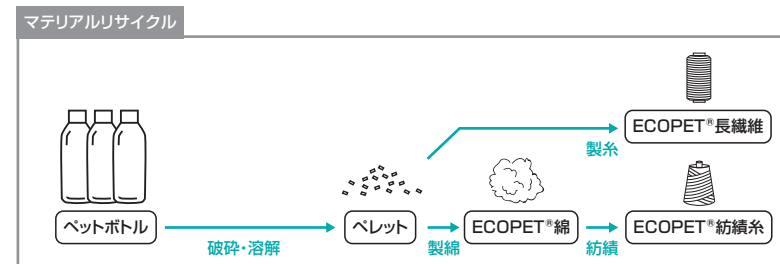 マテリアルリサイクル
ECOPET®長繊維
製糸
ペットボトル
破砕・溶解
ペレット
製綿
ECOPET®綿
紡績
ECOPET®紡績糸